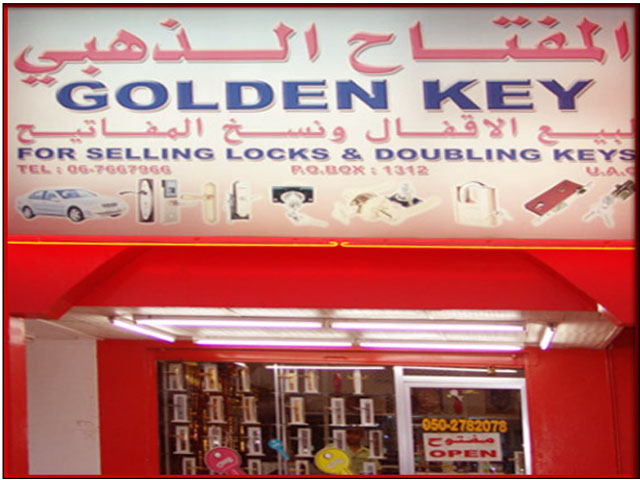 المفتاح الذهبي
GOLDEN KEY
لبيع الاقفال ونسخ المفاتيح
FOR SELLING LOCKS & DOUBLING KEYS
TEL : 06-7667966 P.O.BOX : 1312
050-2782078
مفتوح
OPEN